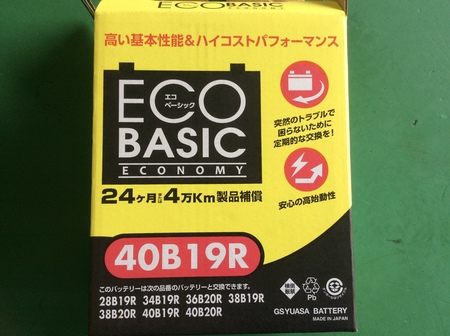 ECO BASIC
高い基本性能&ハイコストパフォーマンス
ECO
エコ
ベーシック
BASIC
ECONOMY
突然のトラブルで
困らないために
定期的な交換を!
安心の高始動性
24ヶ月または4万Km製品補償
40B19R
このバッテリーは次の品番のバッテリーと交換できます。
28B19R 34B19R 36B20R 38B19R
38B20R 40B19R 40B20R
Pb
GSYUASA BATTERY
MADE IN JAPAN